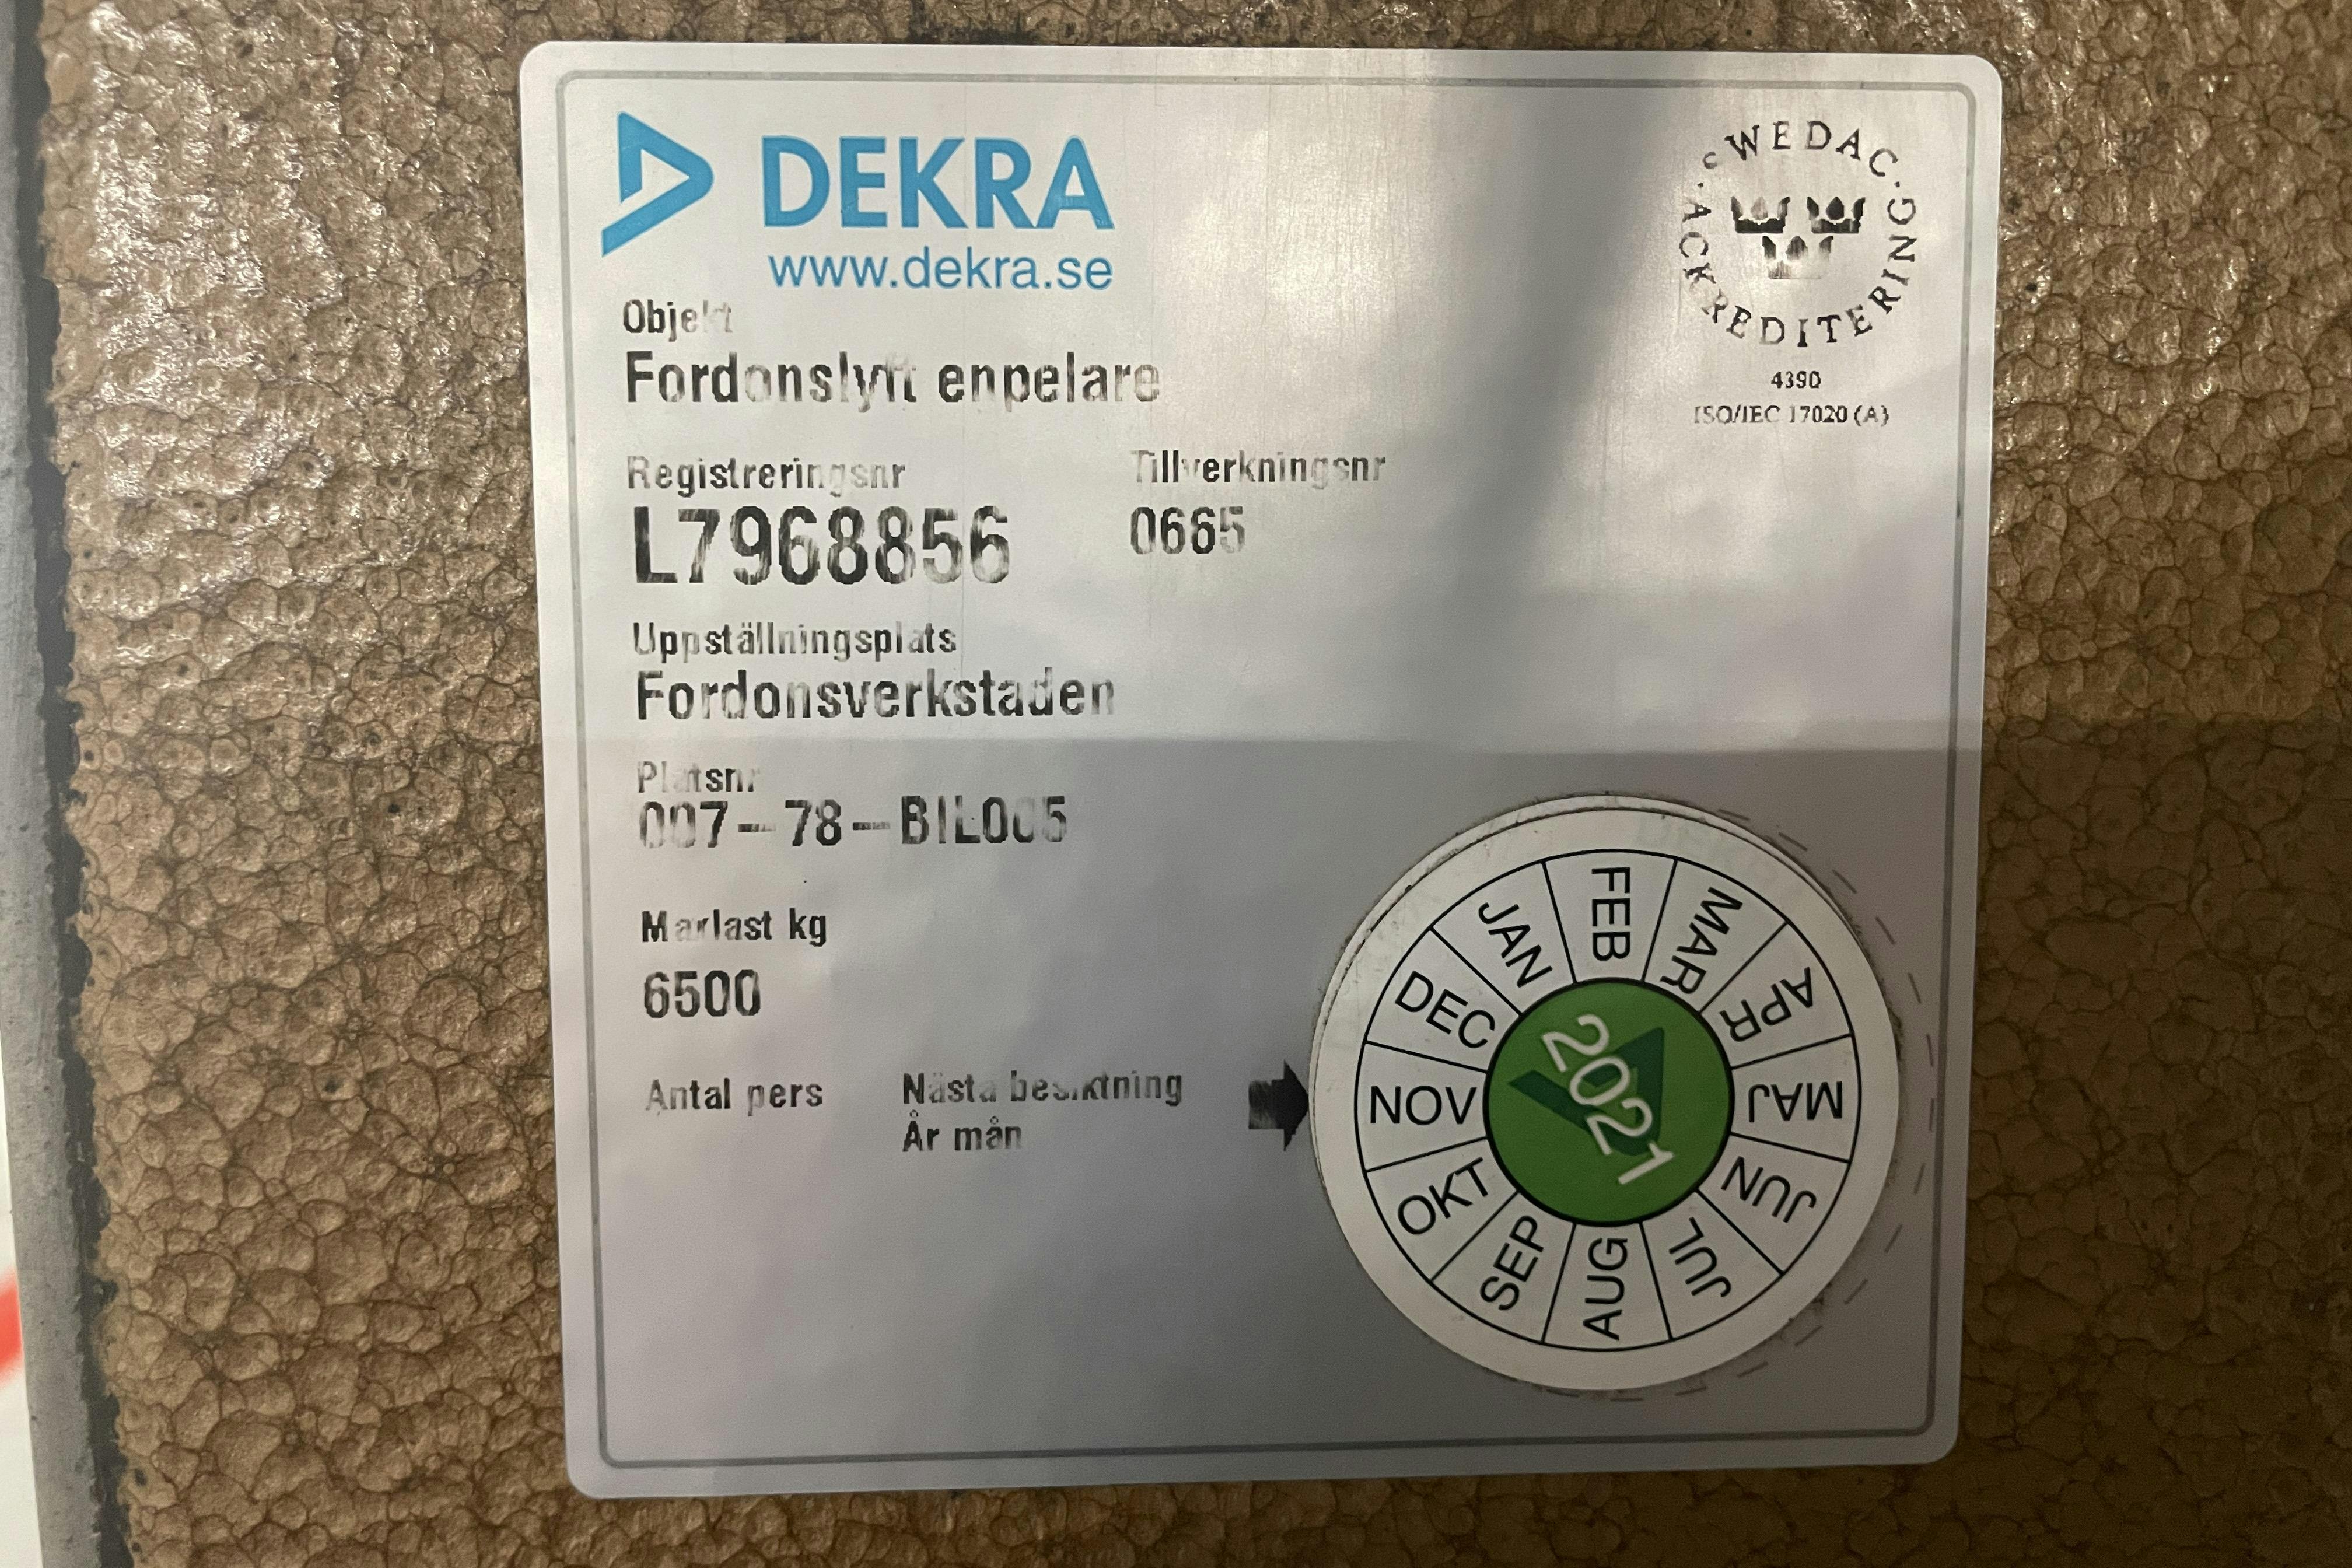 DEKRA
www.dekra.se
SWEDAC · ACKREDITERING ·
4390
ISO/IEC 17020 (A)
Objekt
Fordonslyft enpelare
Registreringsnr
Tillverkningsnr
L7968856
0665
Uppställningsplats
Fordonsverkstaden
Platsnr
007-78-BIL005
Maxlast kg
6500
Antal pers
Nästa besiktning
År mån
JAN
FEB
MAR
APR
MAJ
JUN
JUL
AUG
SEP
OKT
NOV
DEC
2021